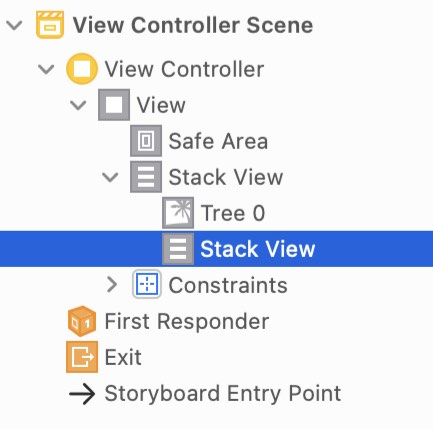 View Controller Scene
View Controller
View
Safe Area
Stack View
Tree 0
Stack View
Constraints
First Responder
Exit
Storyboard Entry Point